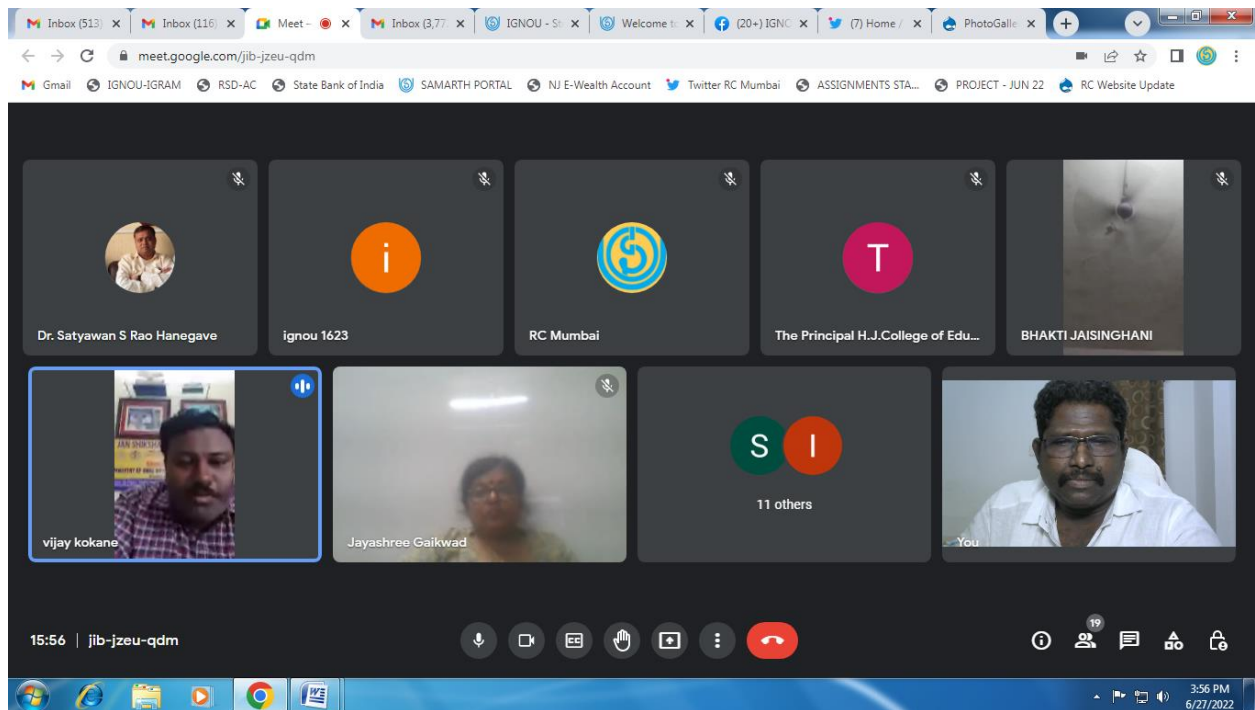 Inbox (513)
Inbox (116)
Meet -
Inbox (3,77
IGNOU - S
Welcome t
(20+) IGNO
(7) Home /
PhotoGalle
meet.google.com/jib-jzeu-qdm
Gmail IGNOU-IGRAM RSD-AC State Bank of India SAMARTH PORTAL NJ E-Wealth Account Twitter RC Mumbai ASSIGNMENTS STA... PROJECT - JUN 22 RC Website Update
i
T
Dr. Satyawan S Rao Hanegave
ignou 1623
RC Mumbai
The Principal H.J.College of Edu...
BHAKTI JAISINGHANI
JAN SHIKSHA
S I
11 others
vijay kokane
Jayashree Gaikwad
You
15:56 | jib-jzeu-qdm
CC
19
3:56 PM
6/27/2022